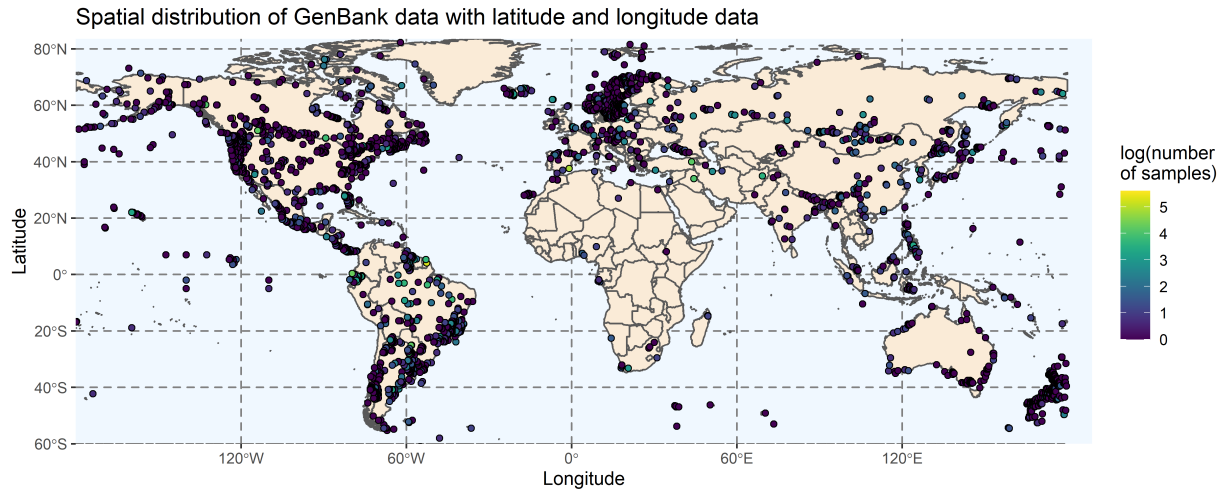 Spatial distribution of GenBank data with latitude and longitude data
80°N
60°N
40°N
20°N
0°
20°S
40°S
60°S
Latitude
120°W
60°W
0°
60°E
120°E
Longitude
log(number
of samples)
5
4
3
2
1
0